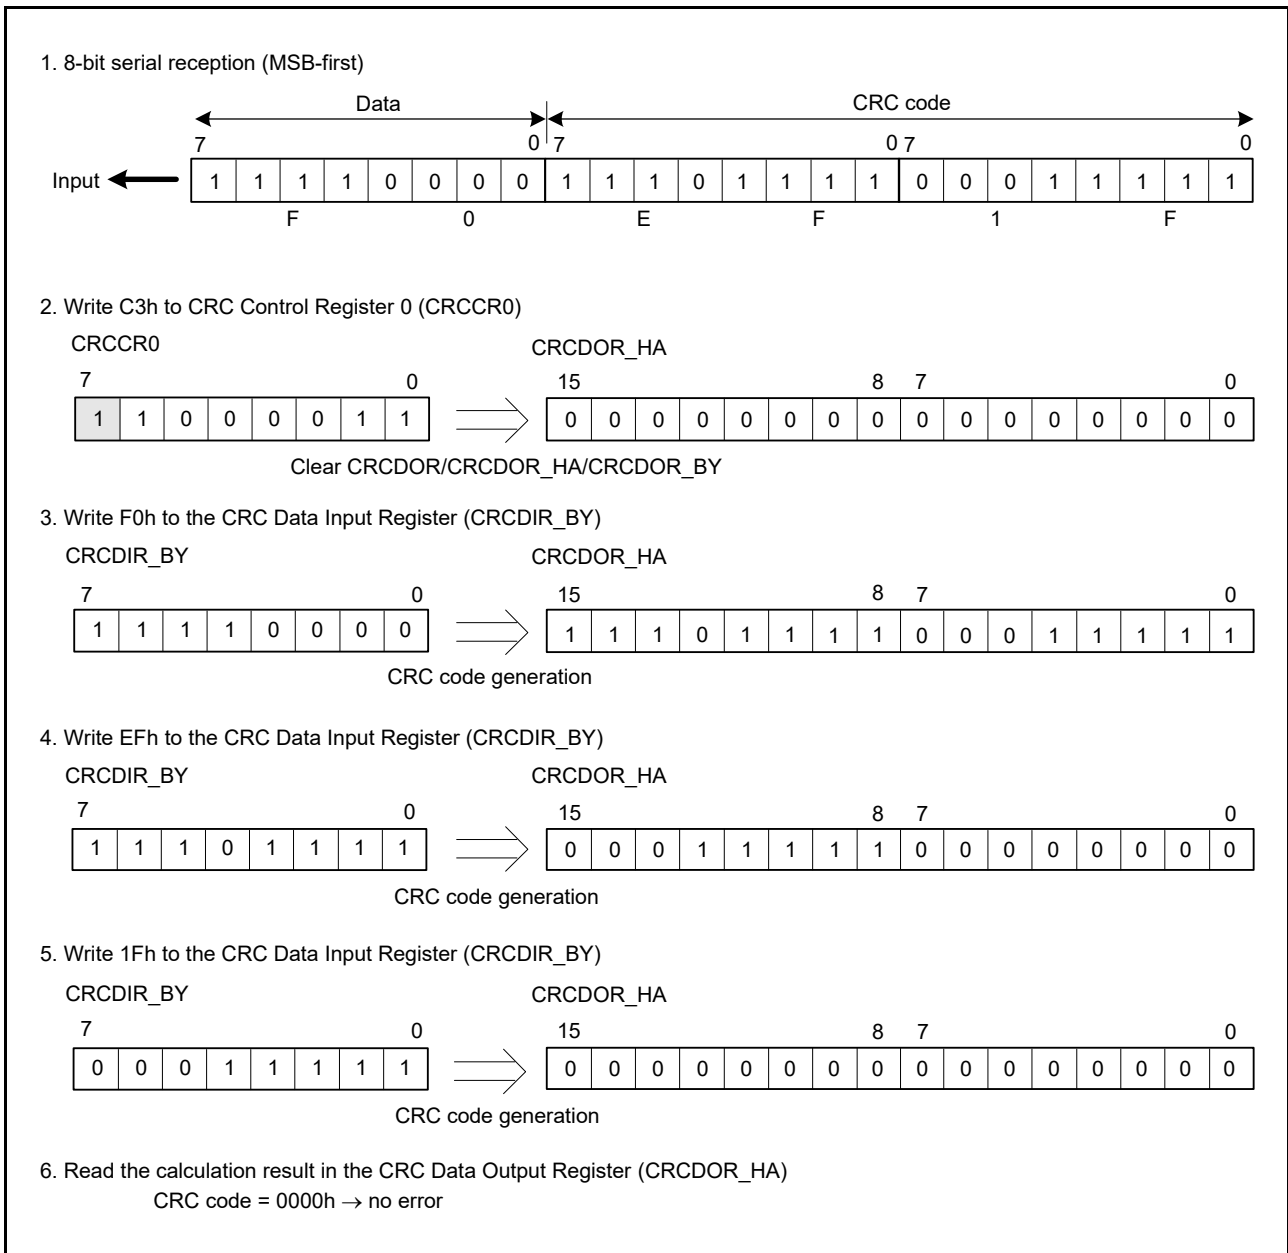 1. 8-bit serial reception (MSB-first)
Data CRC code
7 0 7 0 7 0
Input 1 1 1 1 0 0 0 0 1 1 1 0 1 1 1 1 0 0 0 1 1 1 1 1
F 0 E F 1 F
2. Write C3h to CRC Control Register 0 (CRCCR0)
CRCCR0 CRCDOR_HA
7 0 15 8 7 0
1 1 0 0 0 0 1 1 0 0 0 0 0 0 0 0 0 0 0 0 0 0 0 0
Clear CRCDOR/CRCDOR_HA/CRCDOR_BY
3. Write F0h to the CRC Data Input Register (CRCDIR_BY)
CRCDIR_BY CRCDOR_HA
7 0 15 8 7 0
1 1 1 1 0 0 0 0 1 1 1 0 1 1 1 1 0 0 0 1 1 1 1 1
CRC code generation
4. Write EFh to the CRC Data Input Register (CRCDIR_BY)
CRCDIR_BY CRCDOR_HA
7 0 15 8 7 0
1 1 1 0 1 1 1 1 0 0 0 1 1 1 1 1 0 0 0 0 0 0 0 0
CRC code generation
5. Write 1Fh to the CRC Data Input Register (CRCDIR_BY)
CRCDIR_BY CRCDOR_HA
7 0 15 8 7 0
0 0 0 1 1 1 1 1 0 0 0 0 0 0 0 0 0 0 0 0 0 0 0 0
CRC code generation
6. Read the calculation result in the CRC Data Output Register (CRCDOR_HA)
CRC code = 0000h → no error